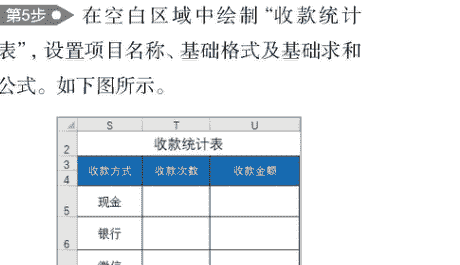 第5步 在空白区域中绘制“收款统计
表”，设置项目名称、基础格式及基础求和
公式。如下图所示。
S T U
2 收款统计表
3 收款方式 收款次数 收款金额
4
5 现金
6 银行
微信